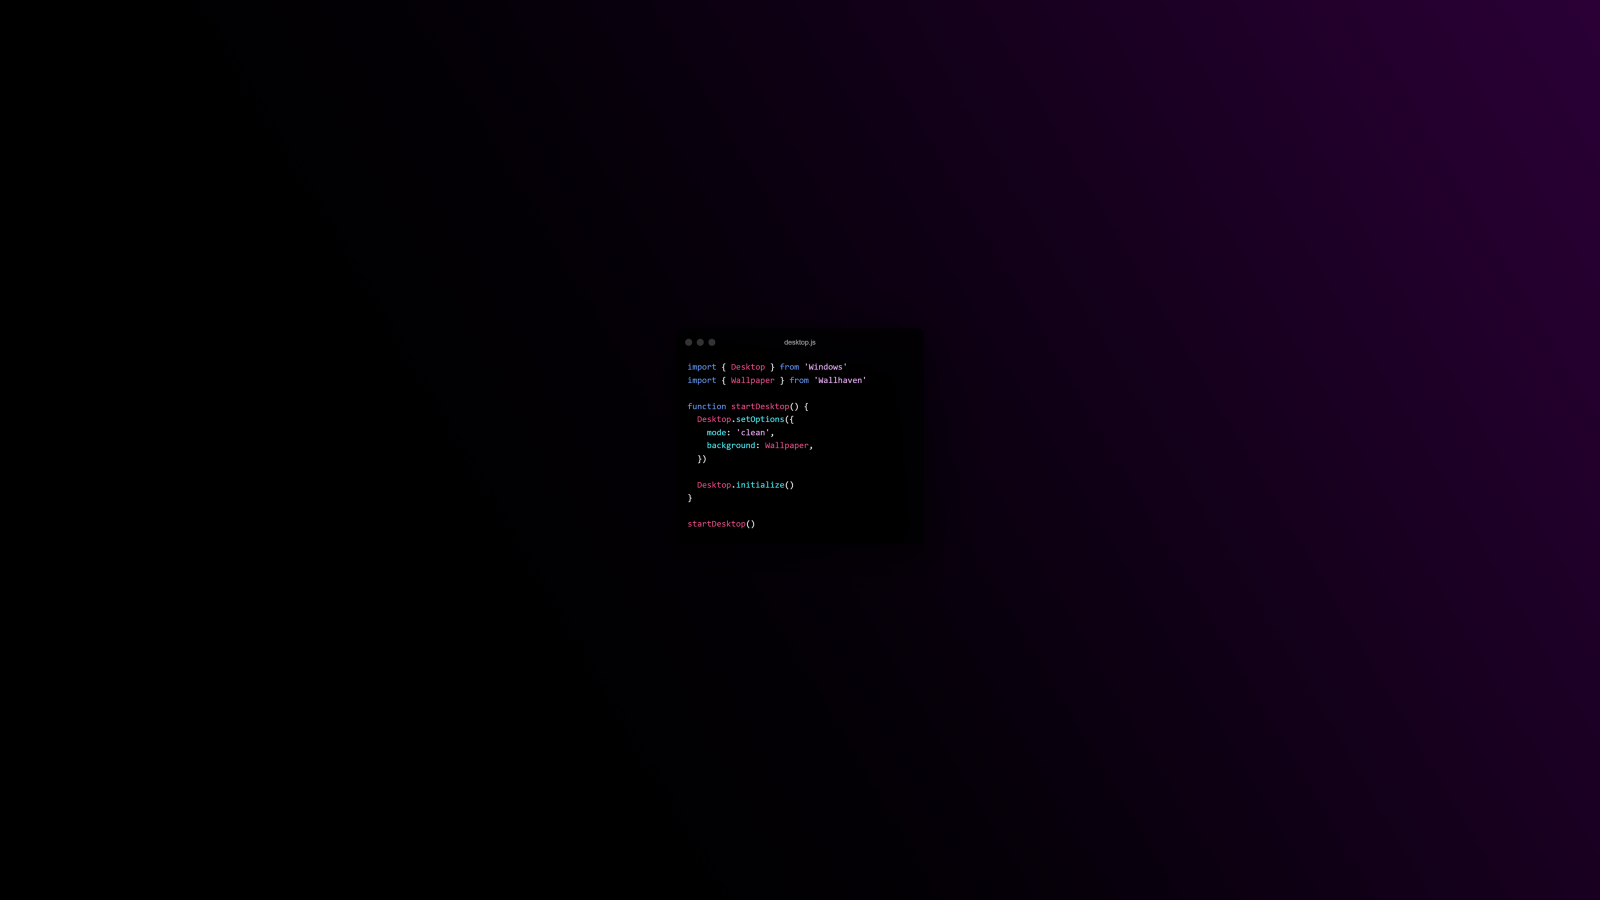 desktop.js
import { Desktop } from 'Windows'
import { Wallpaper } from 'Wallhaven'
function startDesktop() {
  Desktop.setOptions({
    mode: 'clean',
    background: Wallpaper,
  })
  Desktop.initialize()
}
startDesktop()